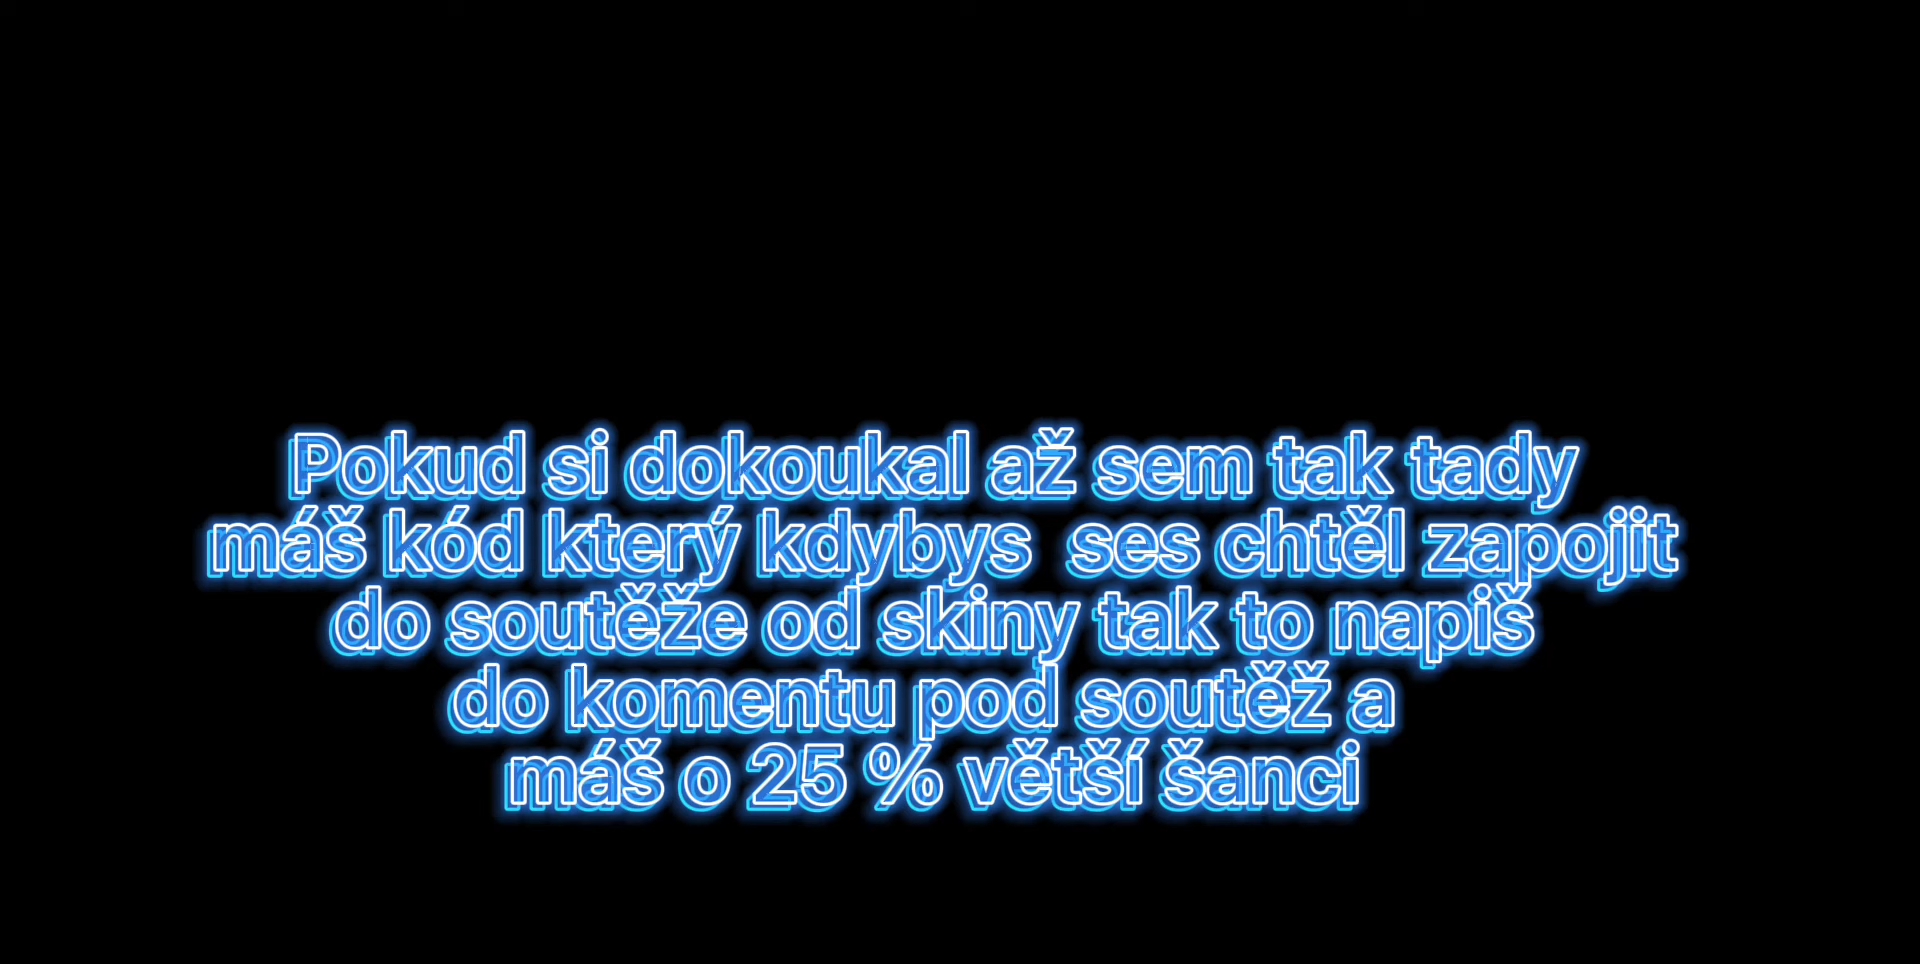 Pokud si dokoukal až sem tak tady
máš kód který kdybys  ses chtěl zapojit
do soutěže od skiny tak to napiš
do komentu pod soutěž a
máš o 25 % větší šanci